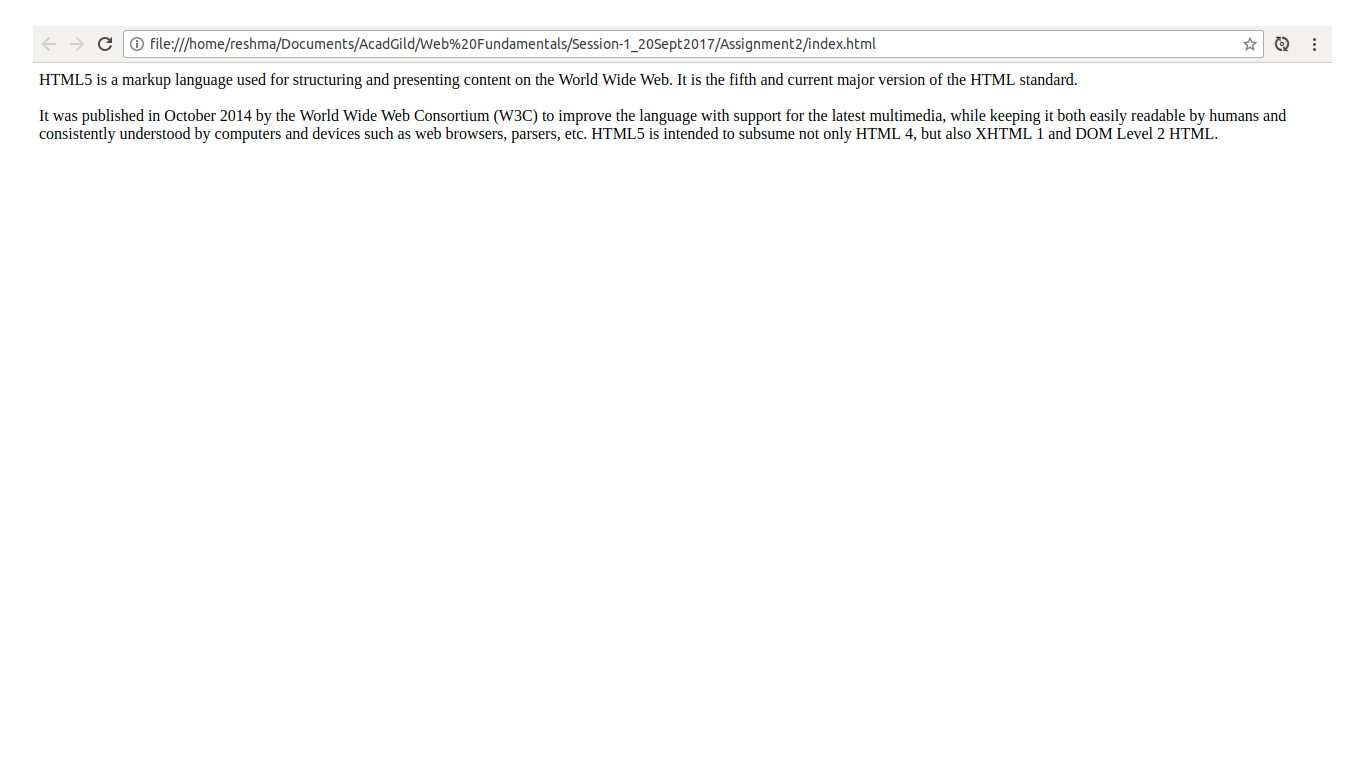 file:///home/reshma/Documents/AcadGild/Web%20Fundamentals/Session-1_20Sept2017/Assignment2/index.html
HTML5 is a markup language used for structuring and presenting content on the World Wide Web. It is the fifth and current major version of the HTML standard.
It was published in October 2014 by the World Wide Web Consortium (W3C) to improve the language with support for the latest multimedia, while keeping it both easily readable by humans and
consistently understood by computers and devices such as web browsers, parsers, etc. HTML5 is intended to subsume not only HTML 4, but also XHTML 1 and DOM Level 2 HTML.